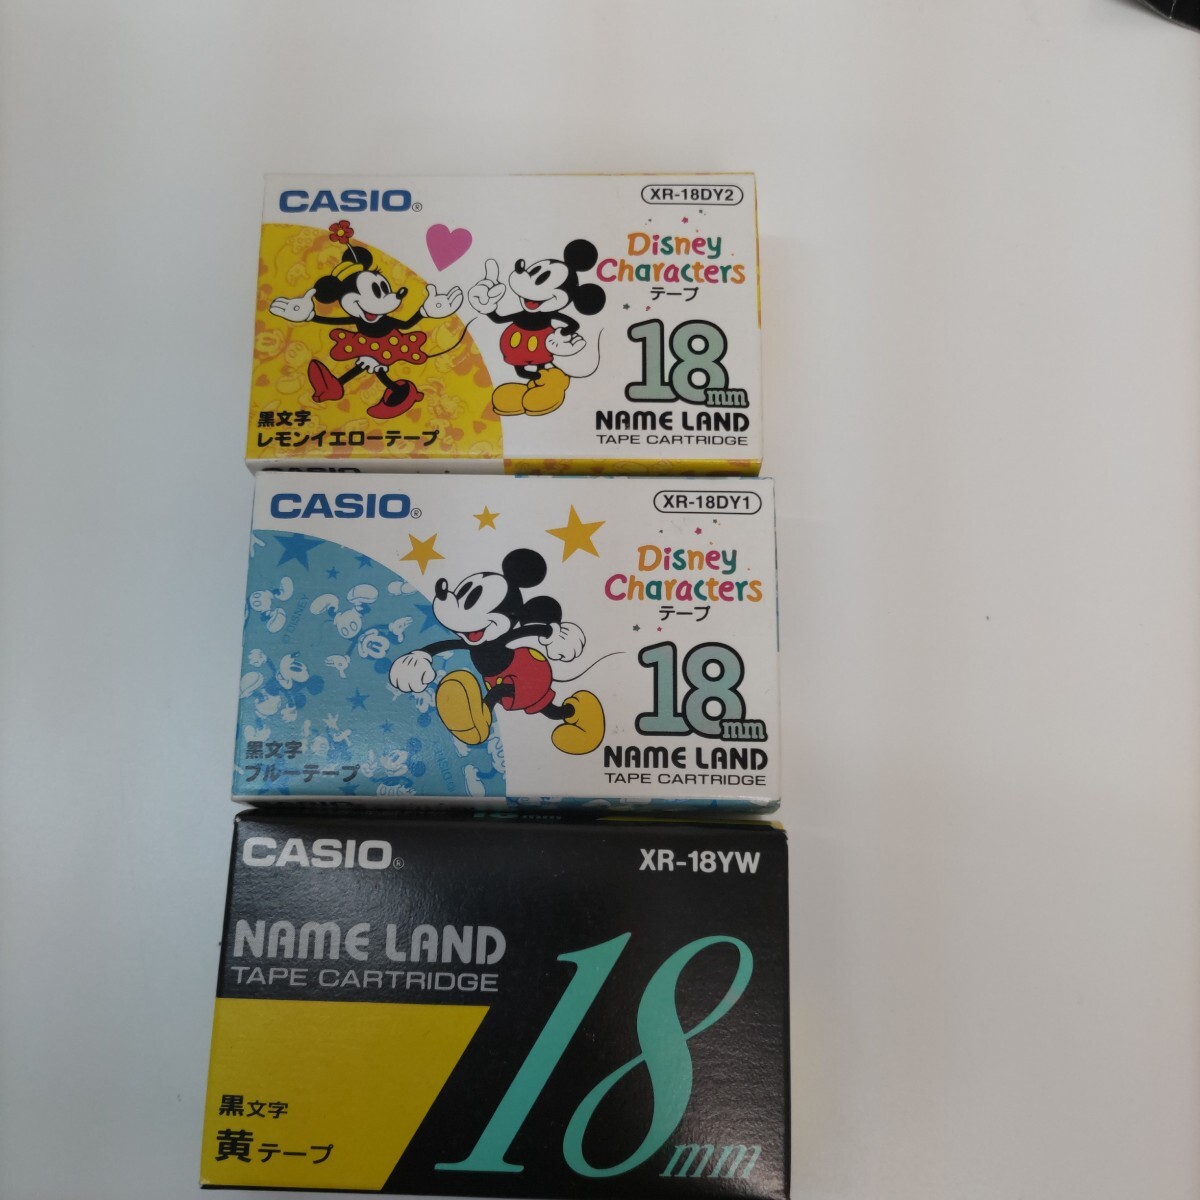 CASIO®
XR-18DY2
Disney
Characters
テープ
18mm
NAME LAND
TAPE CARTRIDGE
黒文字
レモンイエローテープ
CASIO
CASIO®
XR-18DY1
Disney
Characters
テープ
18mm
NAME LAND
TAPE CARTRIDGE
黒文字
ブルーテープ
©DISNEY
18mm
CASIO®
XR-18YW
NAME LAND
TAPE CARTRIDGE
18mm
黒文字
黄テープ